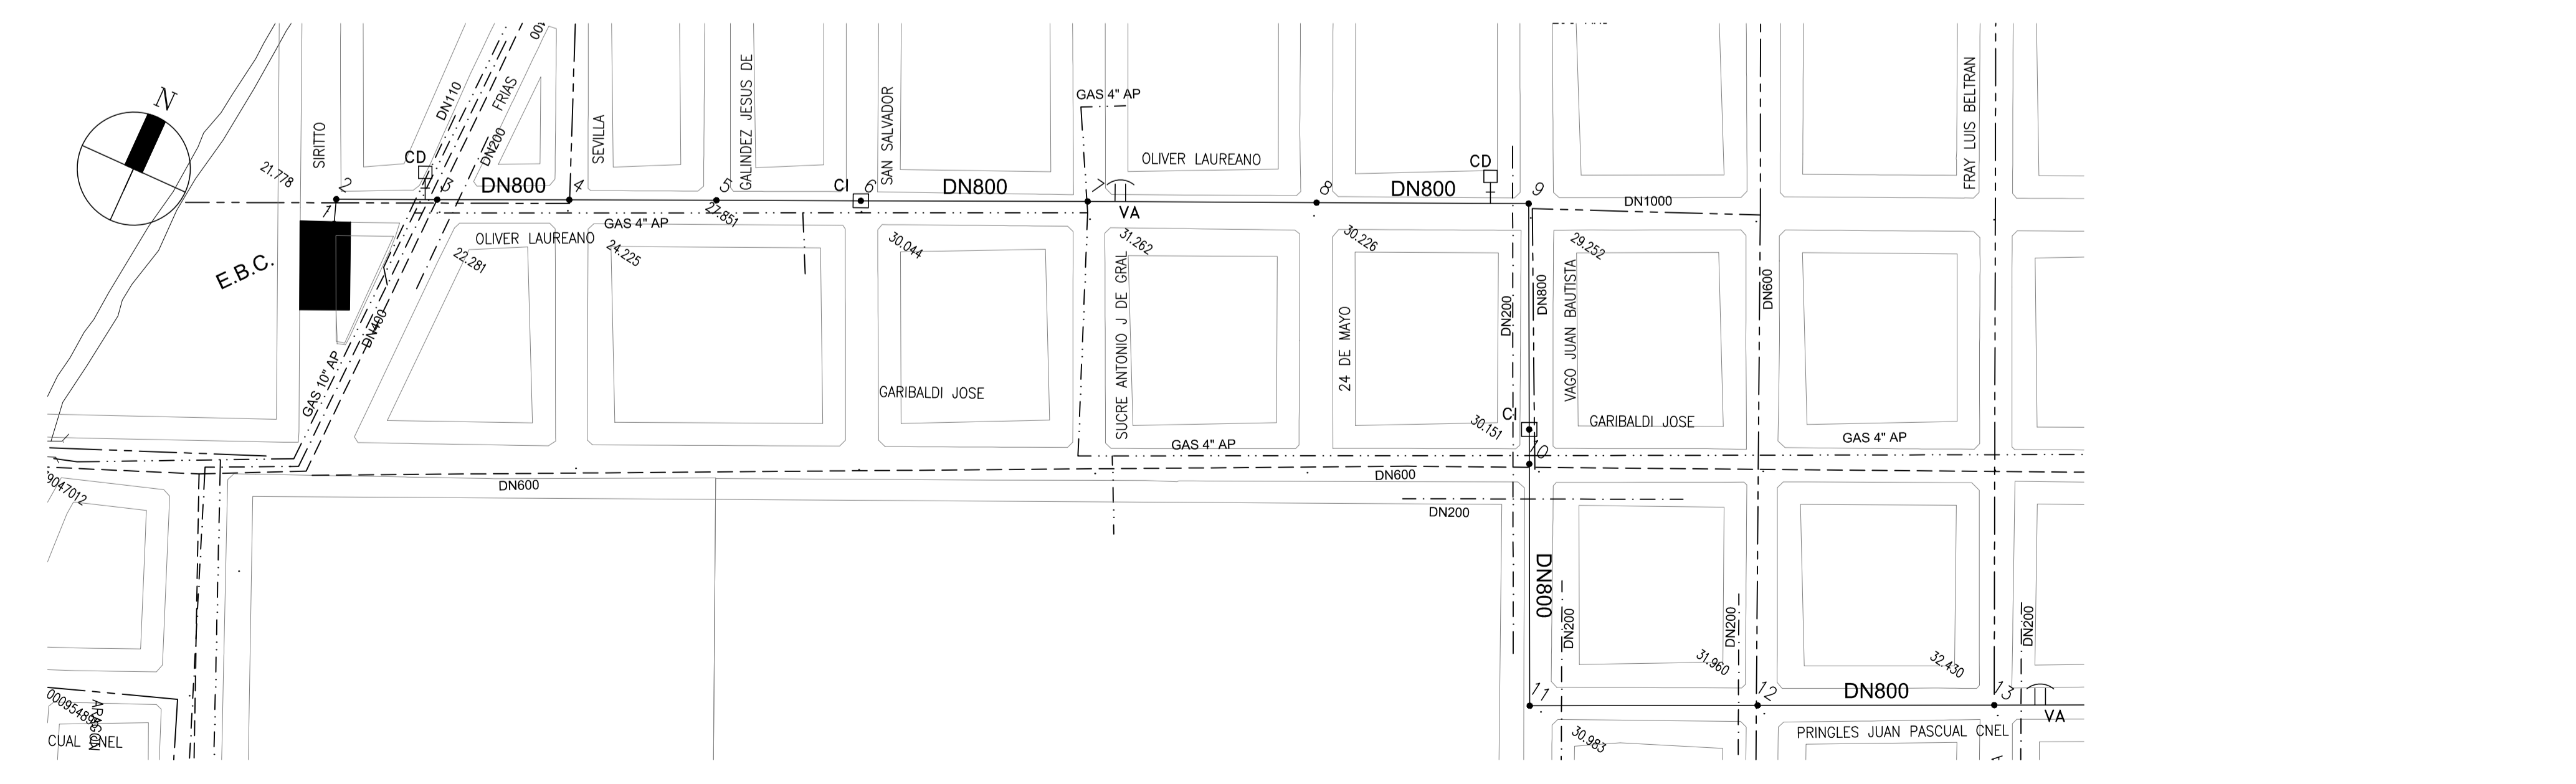 N
SIRITTO
DN110
FRIAS
DN200
SEVILLA
GALINDEZ JESUS DE
SAN SALVADOR
GAS 4" AP
OLIVER LAUREANO
FRAY LUIS BELTRAN
CD
CD
21.778
1
2
3
DN800
4
5
CI
6
DN800
7
VA
8
DN800
9
DN1000
27.851
GAS 4" AP
OLIVER LAUREANO
22.281
24.225
30.044
31.262
30.226
29.252
E.B.C.
DN400
GAS 10" AP
SUCRE ANTONIO J DE GRAL
24 DE MAYO
DN200
DN800
VAGO JUAN BAUTISTA
DN600
GARIBALDI JOSE
GARIBALDI JOSE
CI
30.151
10
GAS 4" AP
GAS 4" AP
DN600
DN600
DN200
9047012
DN800
DN200
DN200
DN200
31.960
32.430
11
12
DN800
13
VA
PRINGLES JUAN PASCUAL CNEL
30.983
ARAGON
CUAL CNEL